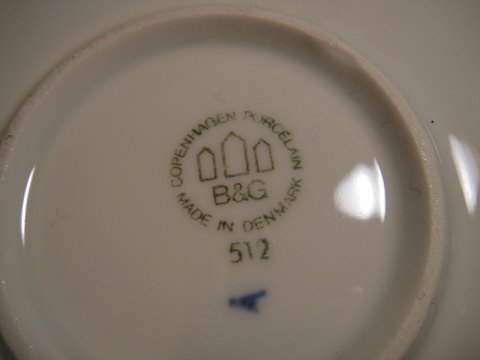 COPENHAGEN PORCELAIN
B&G
MADE IN DENMARK
512